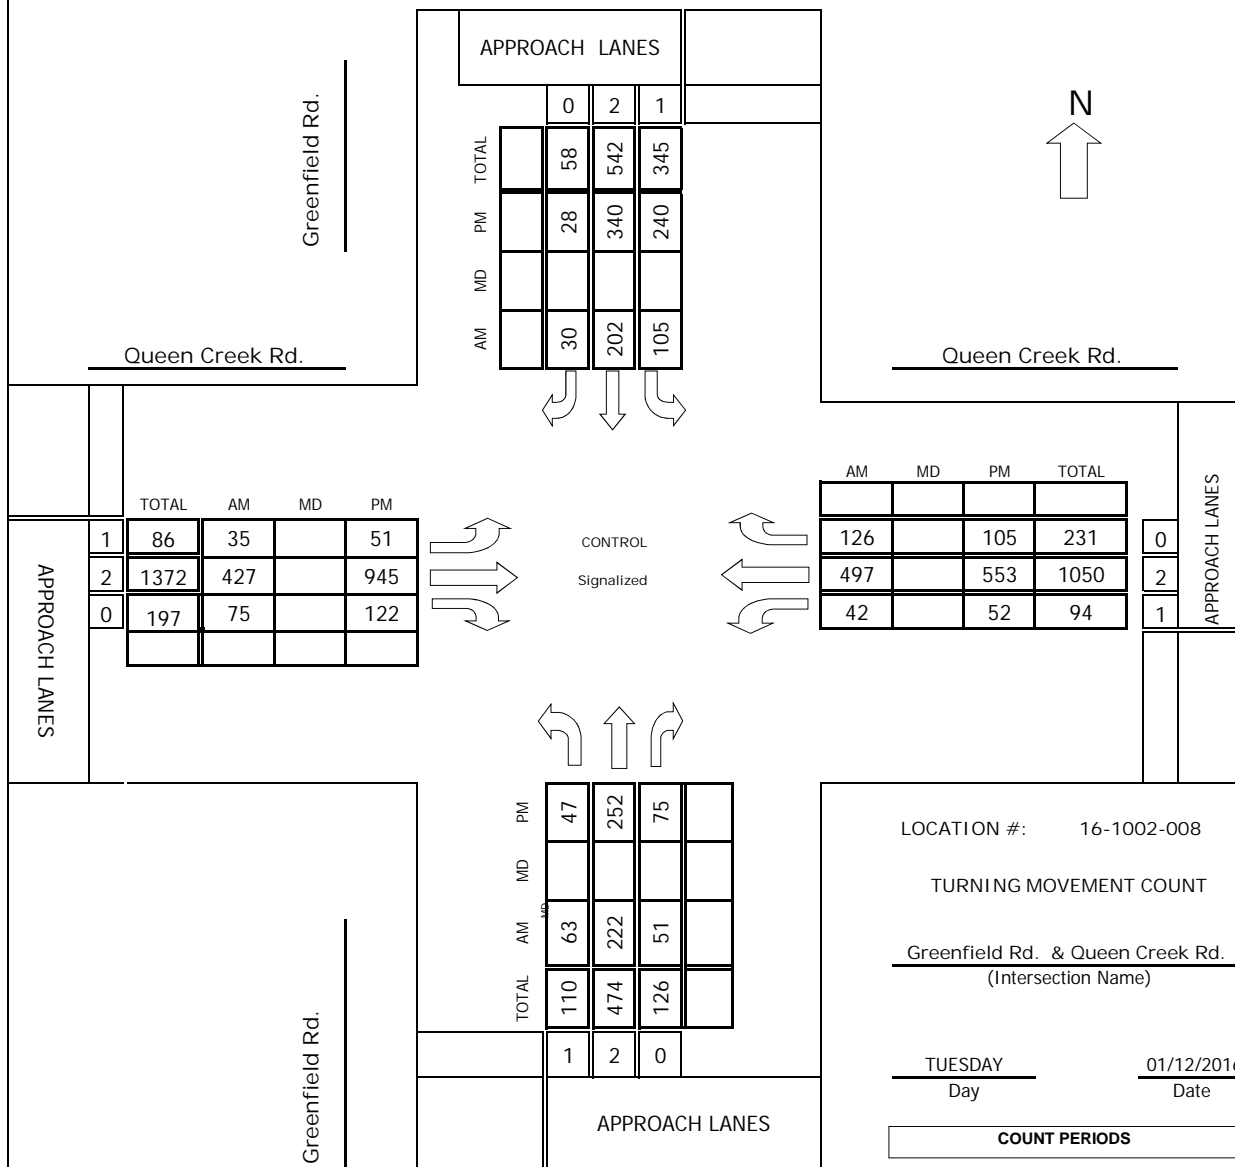 APPROACH LANES
0 2 1
Greenfield Rd.
N
TOTAL 58 542 345
PM 28 340 240
MD
AM 30 202 105
Queen Creek Rd.
Queen Creek Rd.
TOTAL AM MD PM
1 86 35 51
2 1372 427 945
0 197 75 122
APPROACH LANES
CONTROL
Signalized
AM MD PM TOTAL
126 105 231 0
497 553 1050 2
42 52 94 1
APPROACH LANES
PM 47 252 75
MD
MD
AM 63 222 51
TOTAL 110 474 126
1 2 0
APPROACH LANES
Greenfield Rd.
LOCATION #: 16-1002-008
TURNING MOVEMENT COUNT
Greenfield Rd. & Queen Creek Rd.
(Intersection Name)
TUESDAY 01/12/2016
Day Date
COUNT PERIODS